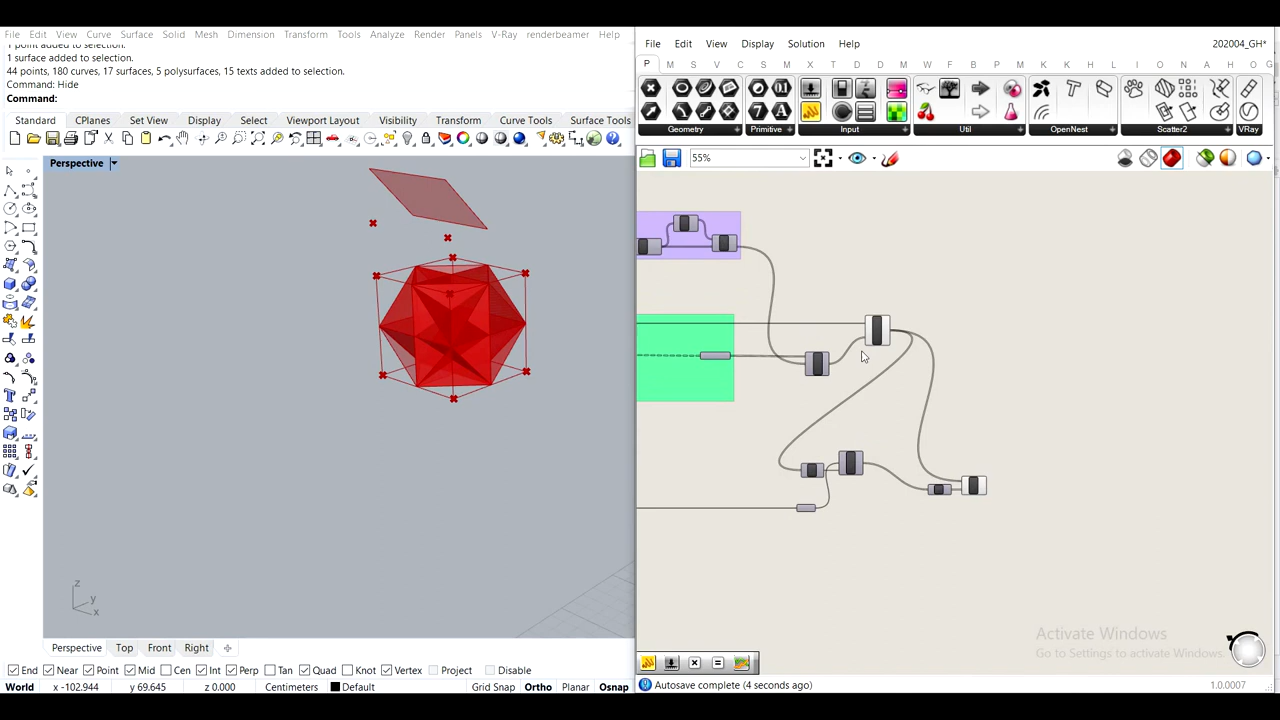 File Edit View Curve Surface Solid Mesh Dimension Transform Tools Analyze Render Panels V-Ray renderbeamer Help
1 point added to selection.
1 surface added to selection.
44 points, 180 curves, 17 surfaces, 5 polysurfaces, 15 texts added to selection.
Command: Hide
Command:
Standard CPlanes Set View Display Select Viewport Layout Visibility Transform Curve Tools Surface Tools
Perspective
z
y
x
Perspective Top Front Right
End Near Point Mid Cen Int Perp Tan Quad Knot Vertex Project Disable
World x -102.944 y 69.645 z 0.000 Centimeters Default Grid Snap Ortho Planar Osnap
File Edit View Display Solution Help 202004_GH*
P M S V C S M X T D D M W F B P M K K L E O G
Geometry Primitive Input Util OpenNest Scatter2 VRay
55%
Activate Windows
Go to Settings to activate Windows.
Autosave complete (4 seconds ago) 1.0.0007